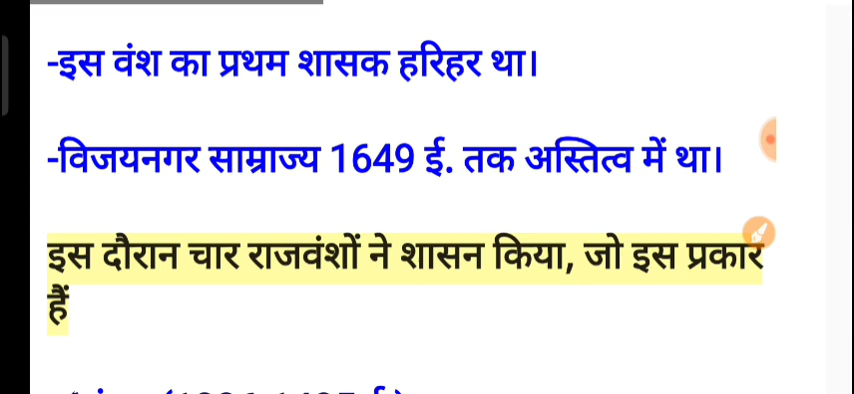 -इस वंश का प्रथम शासक हरिहर था।
-विजयनगर साम्राज्य 1649 ई. तक अस्तित्व में था।
इस दौरान चार राजवंशों ने शासन किया, जो इस प्रकार
हैं